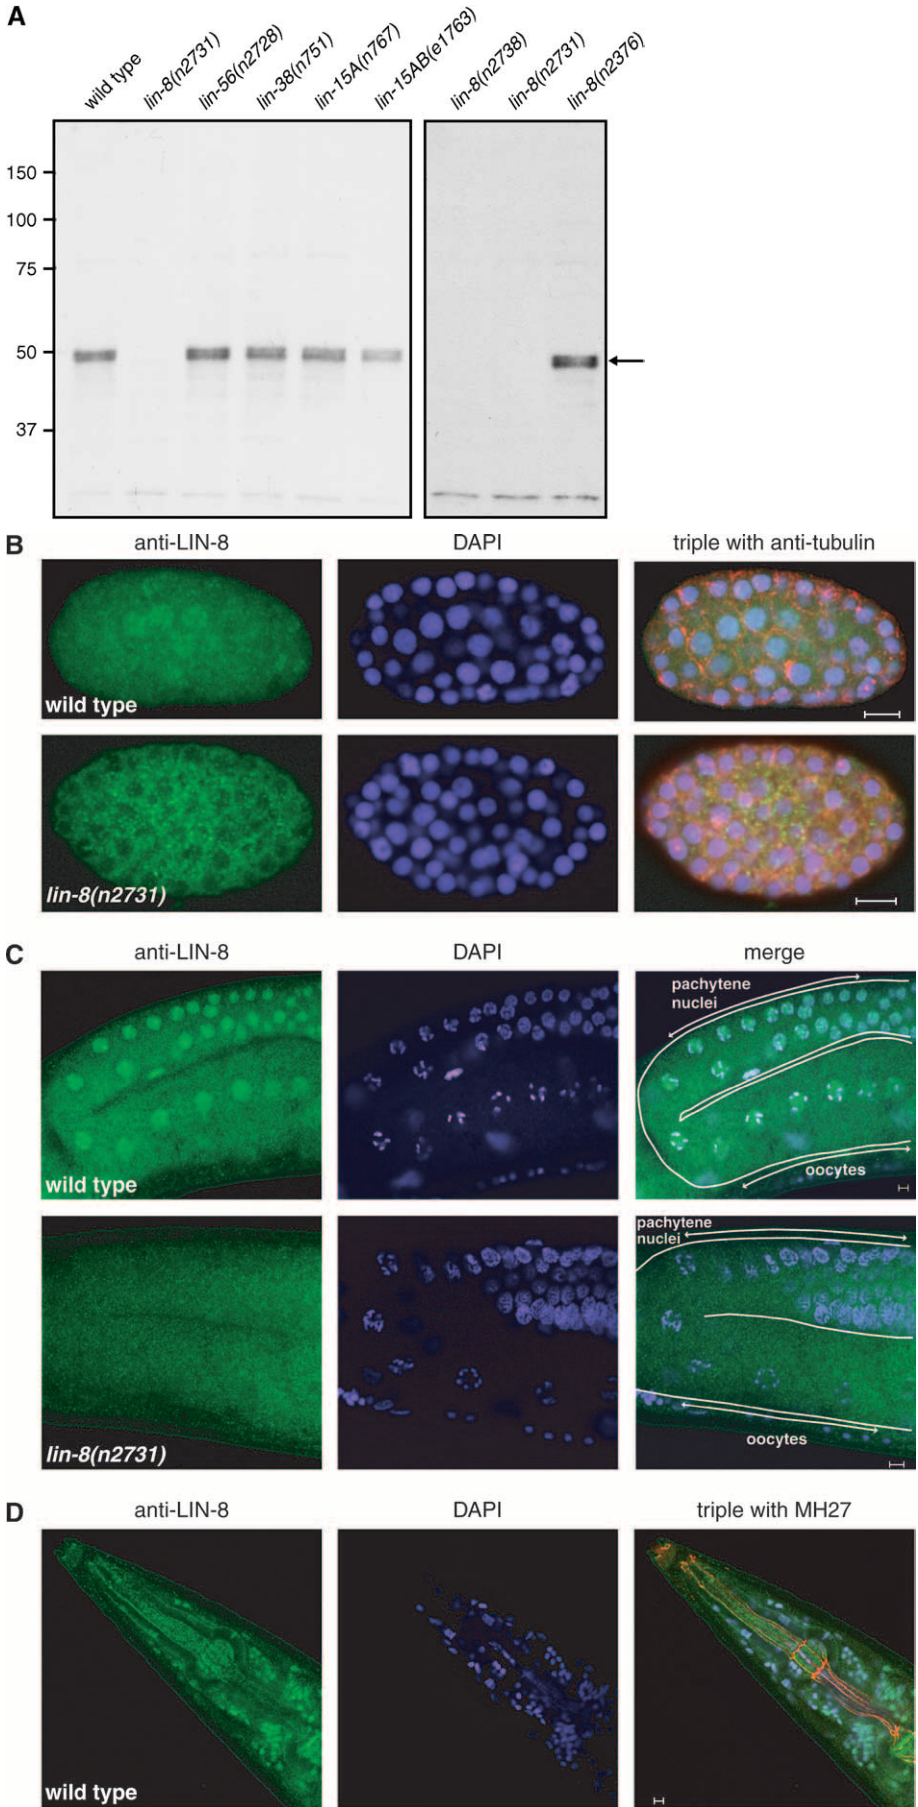 A
wild type
lin-8(n2731)
lin-56(n2728)
lin-38(n751)
lin-15A(n767)
lin-15AB(e1763)
lin-8(n2738)
lin-8(n2731)
lin-8(n2376)
150
100
75
50
37
B
anti-LIN-8
DAPI
triple with anti-tubulin
wild type
lin-8(n2731)
C
anti-LIN-8
DAPI
merge
pachytene
nuclei
wild type
oocytes
pachytene
nuclei
lin-8(n2731)
oocytes
D
anti-LIN-8
DAPI
triple with MH27
wild type